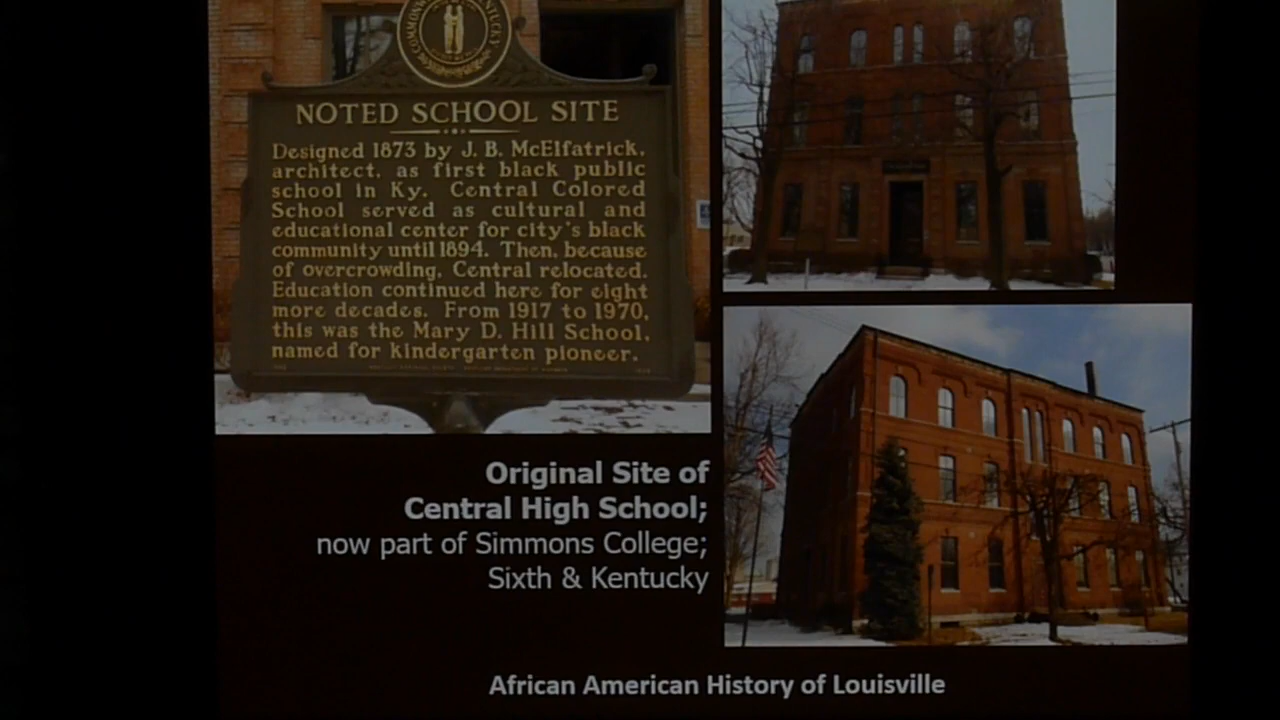 COMMONW KENTUCKY
NOTED SCHOOL SITE
Designed 1873 by J. B. McElfatrick,
architect, as first black public
school in Ky. Central Colored
School served as cultural and
educational center for city's black
community until 1894. Then, because
of overcrowding, Central relocated.
Education continued here for eight
more decades. From 1917 to 1970,
this was the Mary D. Hill School,
named for kindergarten pioneer.
Original Site of
Central High School;
now part of Simmons College;
Sixth & Kentucky
African American History of Louisville